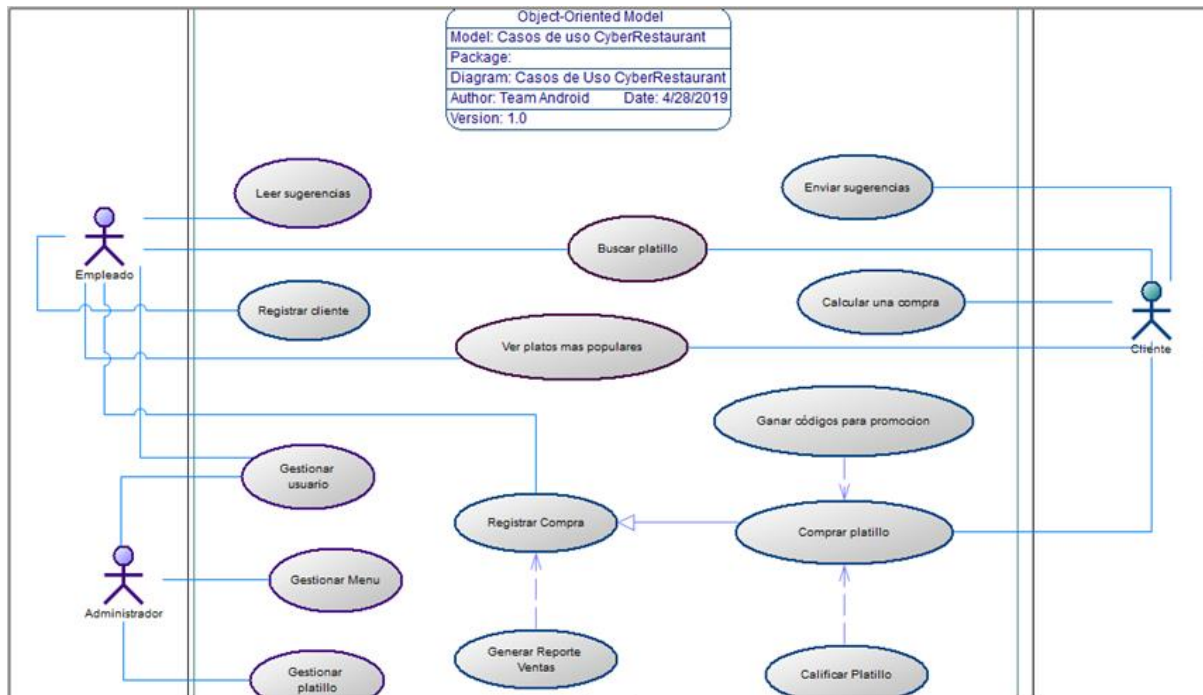 Object-Oriented Model
Model: Casos de uso CyberRestaurant
Package:
Diagram: Casos de Uso CyberRestaurant
Author: Team Android Date: 4/28/2019
Version: 1.0
Leer sugerencias
Enviar sugerencias
Empleado
Buscar platillo
Registrar cliente
Calcular una compra
Ver platos mas populares
Cliente
Ganar códigos para promocion
Gestionar
usuario
Registrar Compra
Comprar platillo
Gestionar Menu
Administrador
Generar Reporte
Ventas
Calificar Platillo
Gestionar
platillo